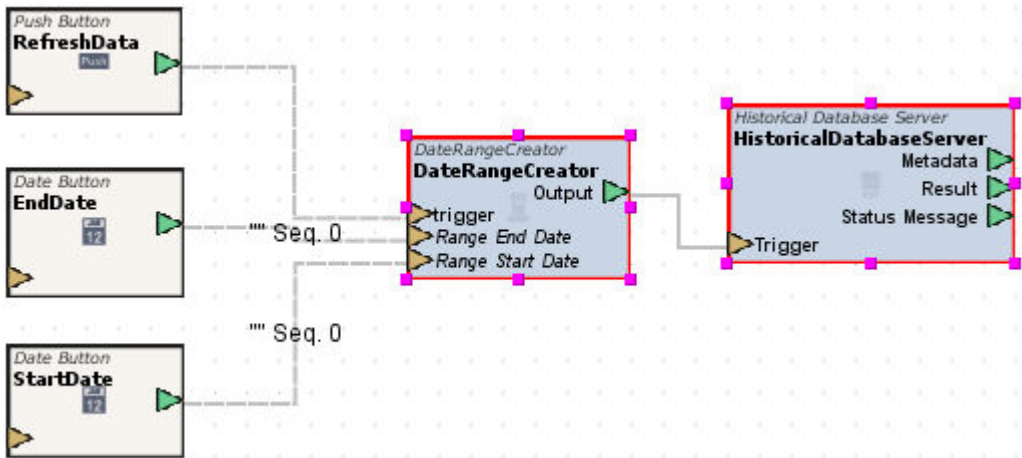 Push Button
RefreshData
Push
Date Button
EndDate
12
Date Button
StartDate
12
"" Seq. 0
"" Seq. 0
DateRangeCreator
DateRangeCreator
Output
trigger
Range End Date
Range Start Date
Historical Database Server
HistoricalDatabaseServer
Metadata
Result
Status Message
Trigger